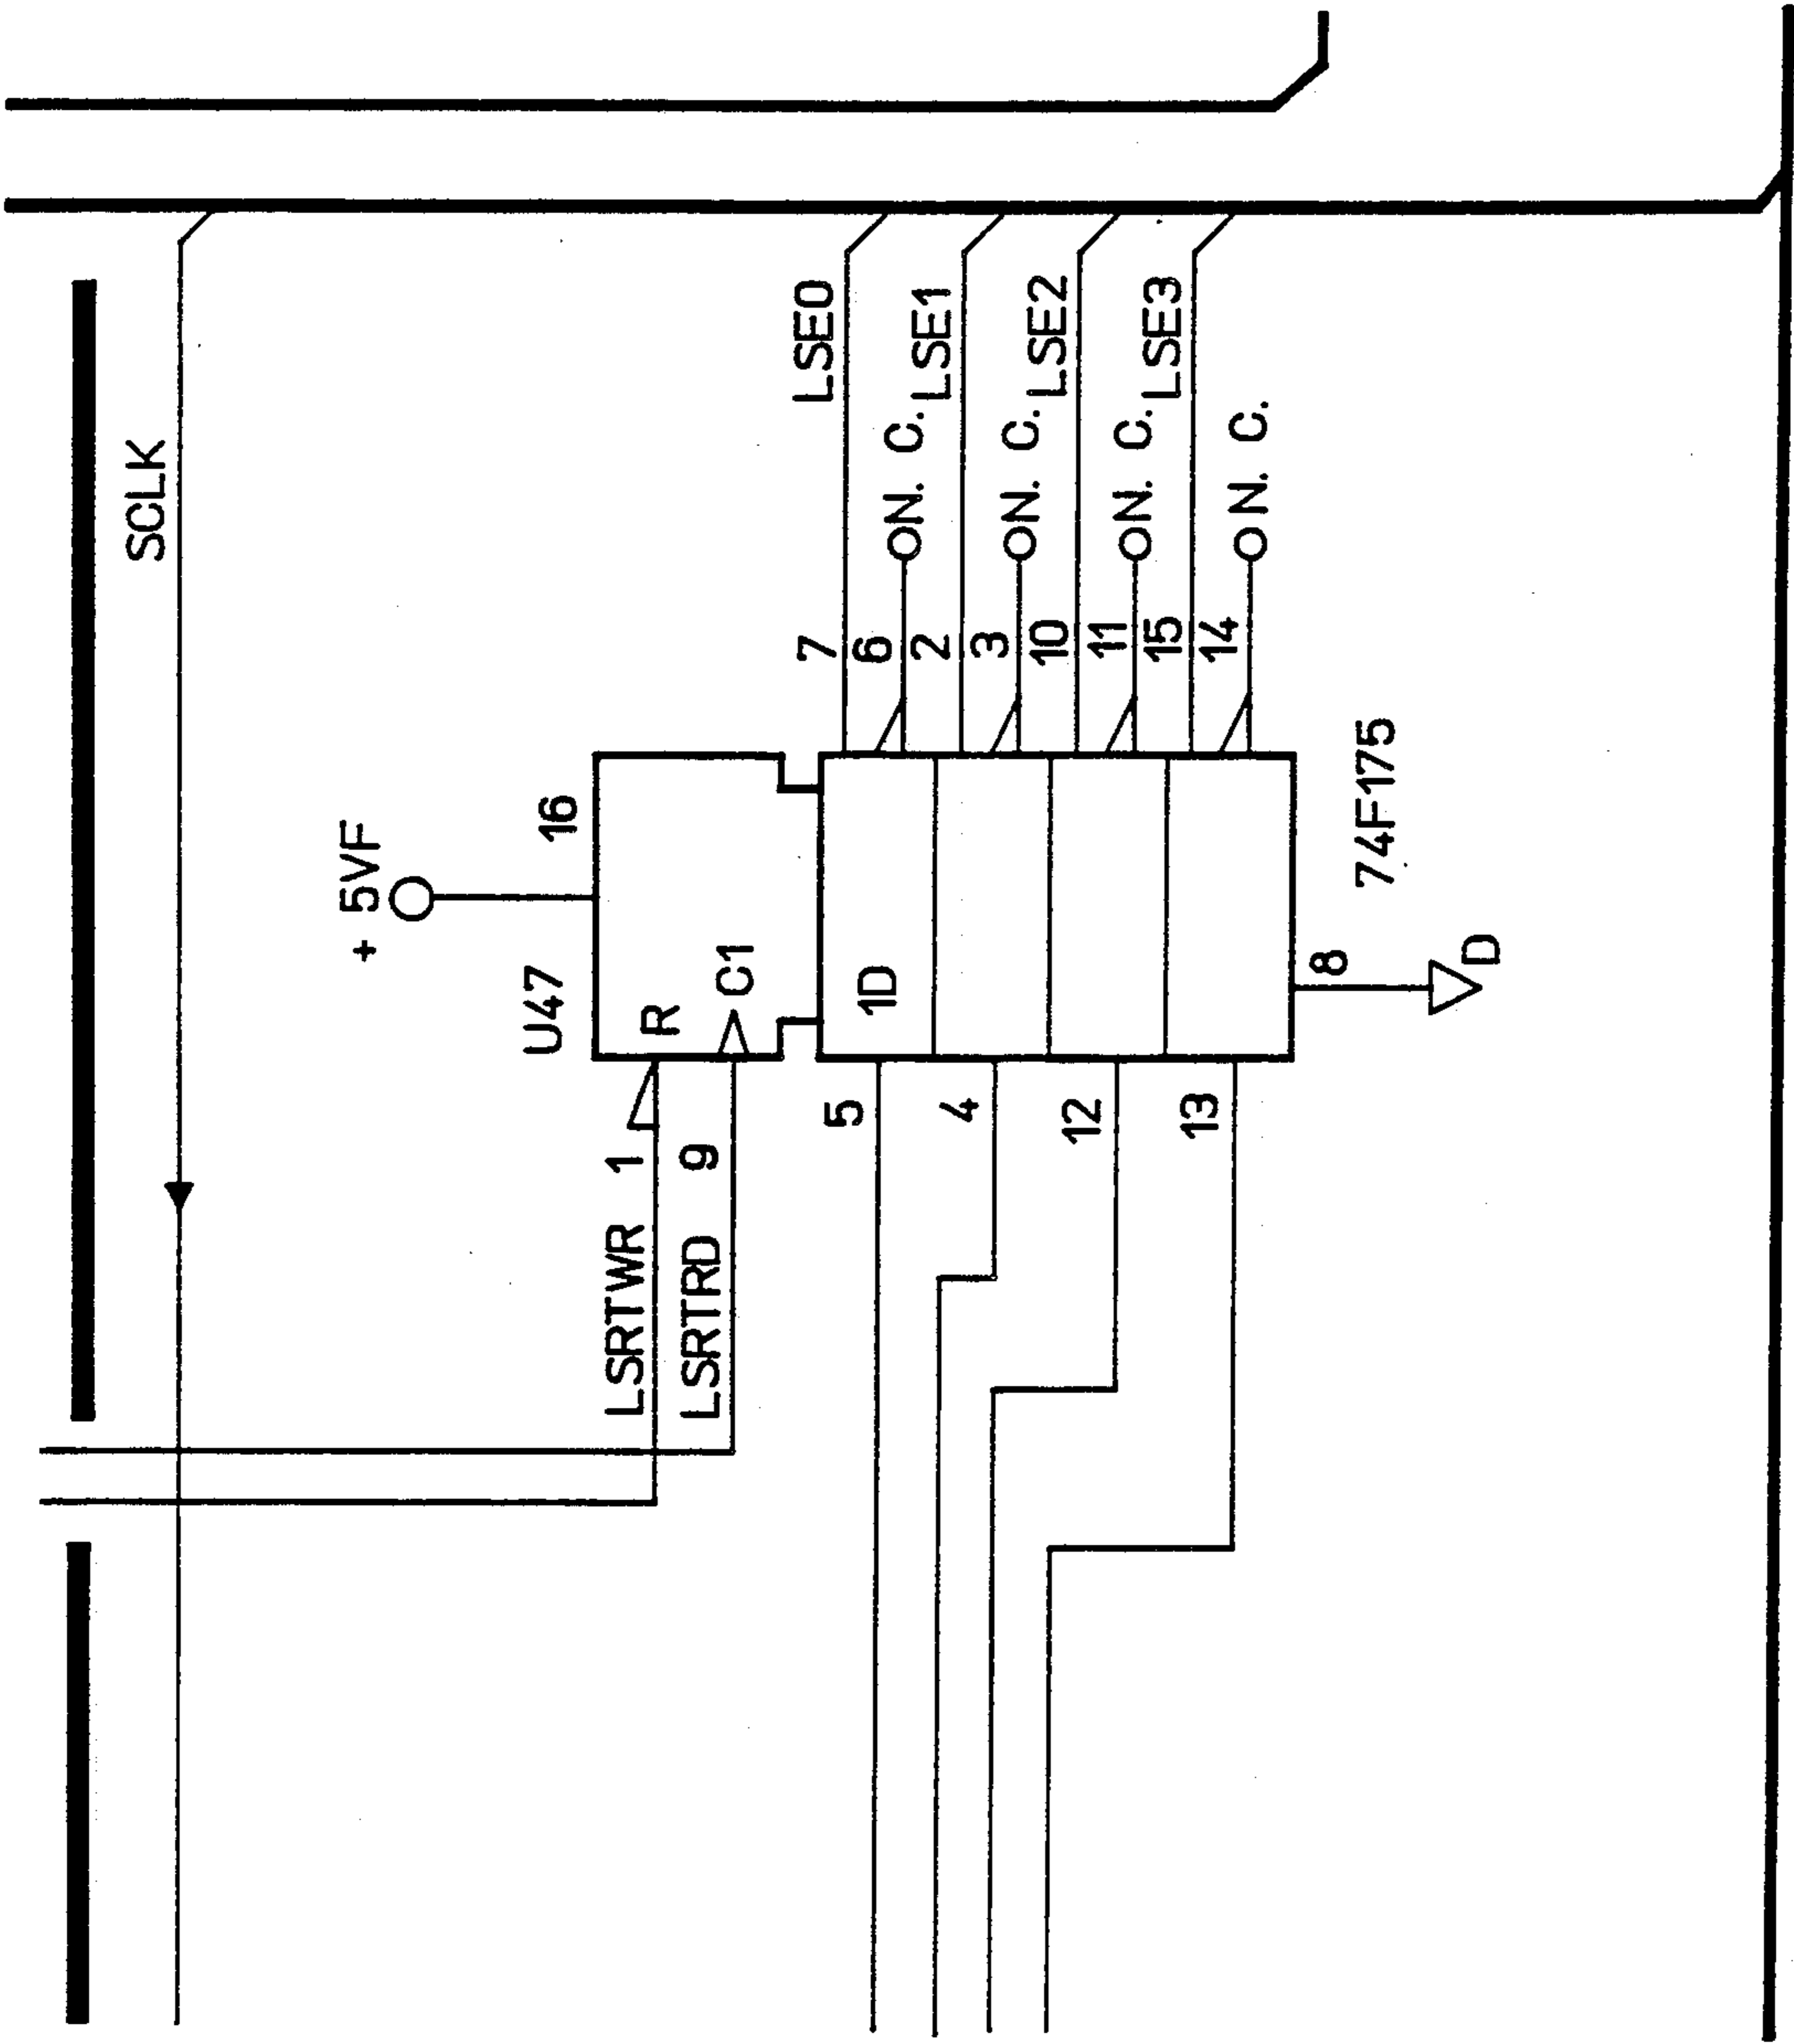 SCLK
+ 5VF
U47
16
LSRTWR 1
R
LSRTRD 9
C1
5
1D
7
LSE0
6
N. C.
4
2
LSE1
3
N. C.
12
10
LSE2
11
N. C.
13
15
LSE3
14
N. C.
8
74F175
D